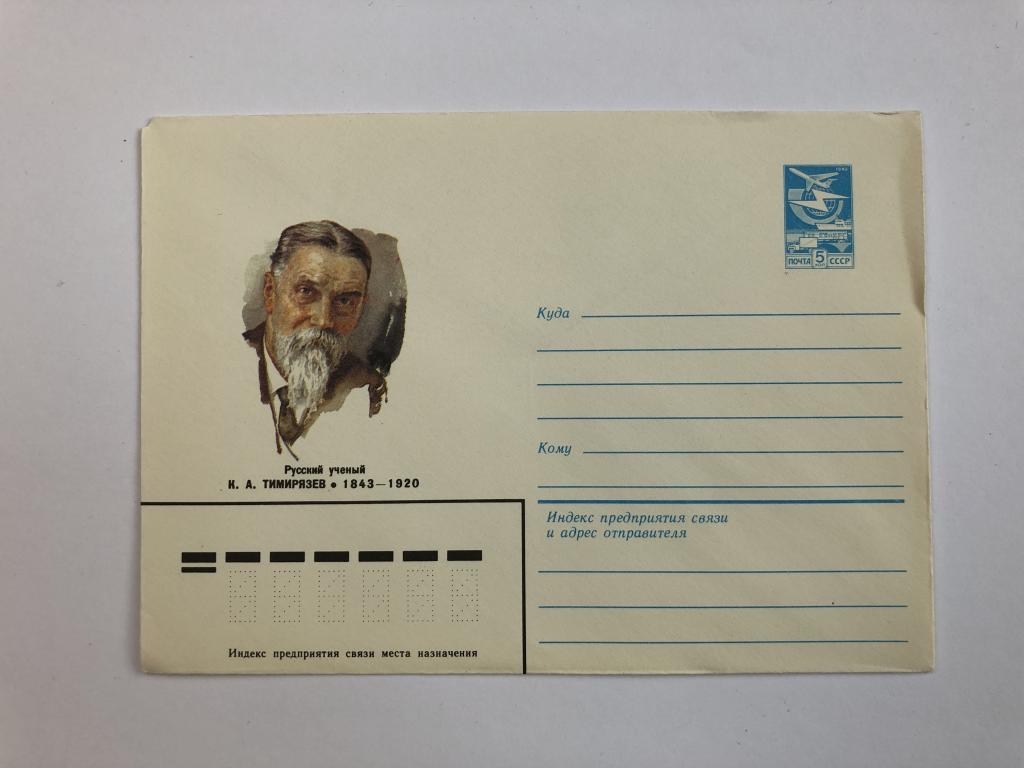 ПОЧТА 5 КОП СССР
Куда
Кому
Русский ученый
К. А. ТИМИРЯЗЕВ • 1843—1920
Индекс предприятия связи
и адрес отправителя
Индекс предприятия связи места назначения